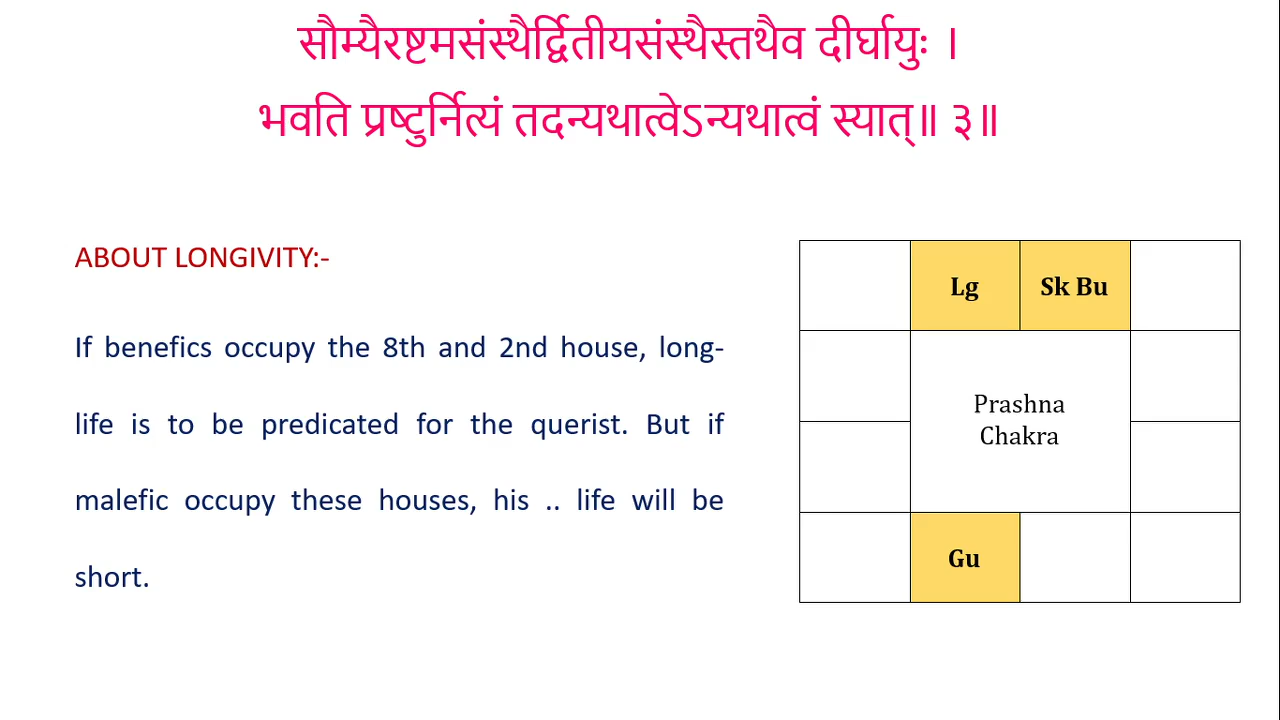 सौम्यैरष्टमसंस्थैर्द्वितीयसंस्थैस्तथैव दीर्घायुः ।
भवति प्रष्टुर्नित्यं तदन्यथात्वेऽन्यथात्वं स्यात्॥ ३॥
ABOUT LONGIVITY:-
If benefics occupy the 8th and 2nd house, long-
life is to be predicated for the querist. But if
malefic occupy these houses, his .. life will be
short.
Lg
Sk Bu
Prashna
Chakra
Gu